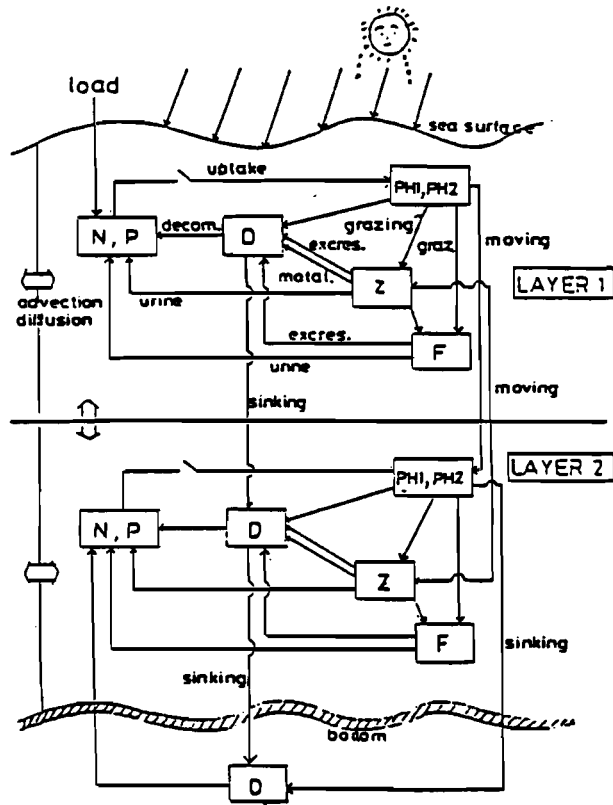 load
sea surface
uptake
PH1, PH2
N, P
decom.
D
grazing
graz.
moving
excres.
matal.
Z
LAYER 1
urine
advection
diffusion
excres.
F
urine
sinking
moving
PH1, PH2
LAYER 2
N, P
D
Z
F
sinking
sinking
bottom
D